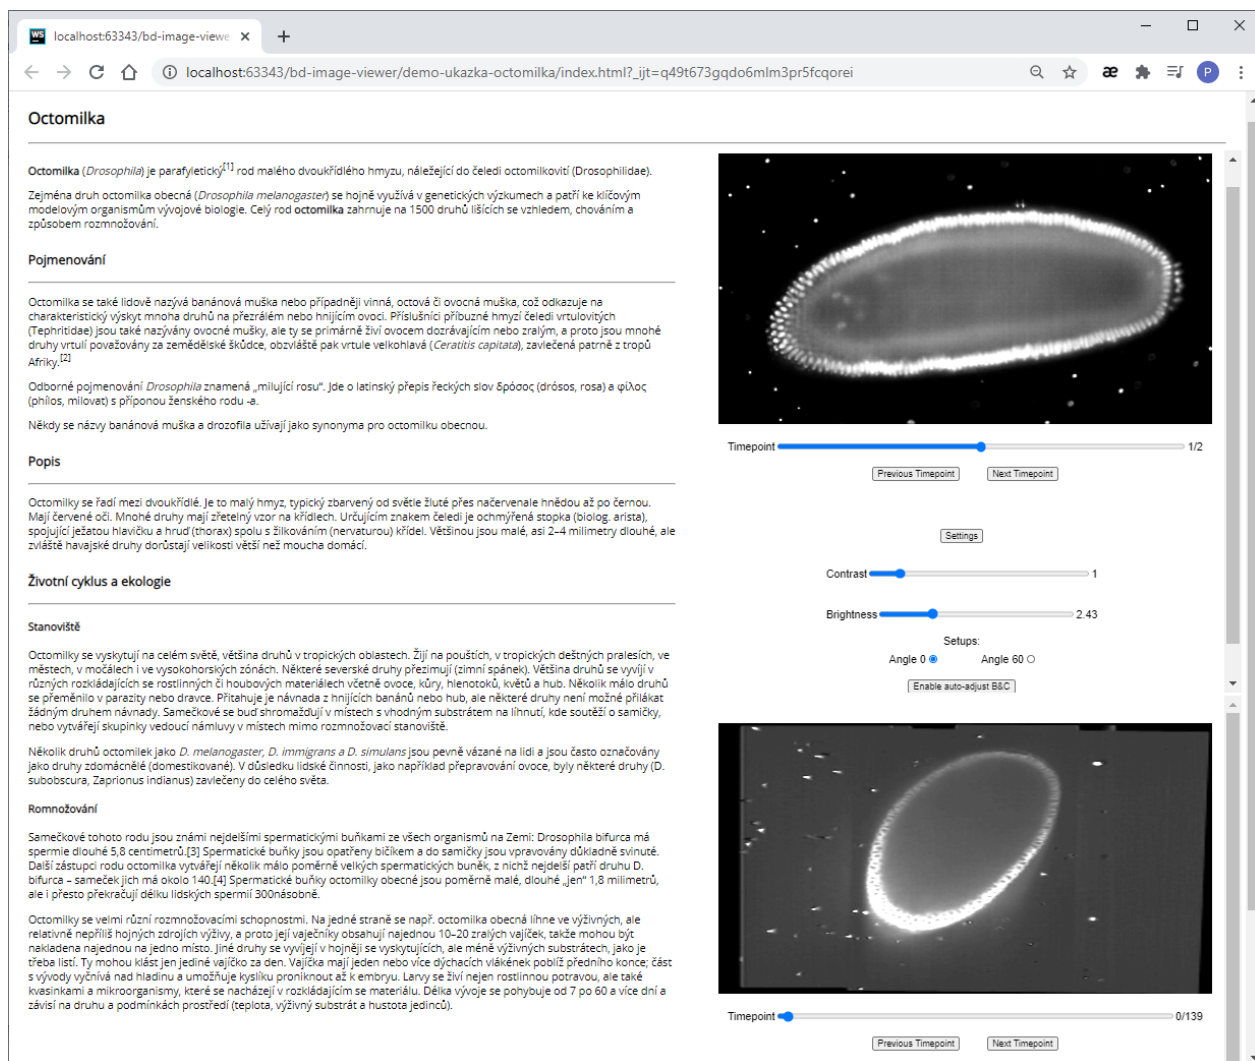 localhost:63343/bd-image-viewe
localhost:63343/bd-image-viewer/demo-ukazka-octomilka/index.html?_ijt=q49t673gqdo6mlm3pr5fcqorei
P
Octomilka
Octomilka (Drosophila) je parafyletický[1] rod malého dvoukřídlého hmyzu, náležející do čeledi octomilkovití (Drosophilidae).
Zejména druh octomilka obecná (Drosophila melanogaster) se hojně využívá v genetických výzkumech a patří ke klíčovým
modelovým organismům vývojové biologie. Celý rod octomilka zahrnuje na 1500 druhů lišících se vzhledem, chováním a
způsobem rozmnožování.
Pojmenování
Octomilka se také lidově nazývá banánová muška nebo případněji vinná, octová či ovocná muška, což odkazuje na
charakteristický výskyt mnoha druhů na přezrálém nebo hnijícím ovoci. Příslušníci příbuzné hmyzí čeledi vrtulovitých
(Tephritidae) jsou také nazývány ovocné mušky, ale ty se primárně živí ovocem dozrávajícím nebo zralým, a proto jsou mnohé
druhy vrtulí považovány za zemědělské škůdce, obzvláště pak vrtule velkohlavá (Ceratitis capitata), zavlečená patrně z tropů
Afriky.[2]
Odborné pojmenování Drosophila znamená „milující rosu“. Jde o latinský přepis řeckých slov δρόσος (drósos, rosa) a φίλος
(phílos, milovat) s příponou ženského rodu -a.
Někdy se názvy banánová muška a drozofila užívají jako synonyma pro octomilku obecnou.
Popis
Octomilky se řadí mezi dvoukřídlé. Je to malý hmyz, typický zbarvený od světle žluté přes načervenale hnědou až po černou.
Mají červené oči. Mnohé druhy mají zřetelný vzor na křídlech. Určujícím znakem čeledi je ochmýřená stopka (biolog. arista),
spojující ježatou hlavičku a hruď (thorax) spolu s žilkováním (nervaturou) křídel. Většinou jsou malé, asi 2–4 milimetry dlouhé, ale
zvláště havajské druhy dorůstají velikosti větší než moucha domácí.
Životní cyklus a ekologie
Stanoviště
Octomilky se vyskytují na celém světě, většina druhů v tropických oblastech. Žijí na pouštích, v tropických deštných pralesích, ve
městech, v močálech i ve vysokohorských zónách. Některé severské druhy přezimují (zimní spánek). Většina druhů se vyvíjí v
různých rozkládajících se rostlinných či houbových materiálech včetně ovoce, kůry, hlenotoků, květů a hub. Několik málo druhů
se přeměnilo v parazity nebo dravce. Přitahuje je návnada z hnijících banánů nebo hub, ale některé druhy není možné přilákat
žádným druhem návnady. Samečkové se buď shromažďují v místech s vhodným substrátem na líhnutí, kde soutěží o samičky,
nebo vytvářejí skupinky vedoucí námluvy v místech mimo rozmnožovací stanoviště.
Několik druhů octomilek jako D. melanogaster, D. immigrans a D. simulans jsou pevně vázané na lidi a jsou často označovány
jako druhy zdomácnělé (domestikované). V důsledku lidské činnosti, jako například přepravování ovoce, byly některé druhy (D.
subobscura, Zaprionus indianus) zavlečeny do celého světa.
Romnožování
Samečkové tohoto rodu jsou známi nejdelšími spermatickými buňkami ze všech organismů na Zemi: Drosophila bifurca má
spermie dlouhé 5,8 centimetrů.[3] Spermatické buňky jsou opatřeny bičíkem a do samičky jsou vpravovány důkladně svinuté.
Další zástupci rodu octomilka vytvářejí několik málo poměrně velkých spermatických buněk, z nichž nejdelší patří druhu D.
bifurca – sameček jich má okolo 140.[4] Spermatické buňky octomilky obecné jsou poměrně malé, dlouhé „jen“ 1,8 milimetrů,
ale i přesto překračují délku lidských spermií 300násobně.
Octomilky se velmi různí rozmnožovacími schopnostmi. Na jedné straně se např. octomilka obecná líhne ve výživných, ale
relativně nepříliš hojných zdrojích výživy, a proto její vaječníky obsahují najednou 10–20 zralých vajíček, takže mohou být
nakladena najednou na jedno místo. Jiné druhy se vyvíjejí v hojněji se vyskytujících, ale méně výživných substrátech, jako je
třeba listí. Ty mohou klást jen jediné vajíčko za den. Vajíčka mají jeden nebo více dýchacích vlákének poblíž předního konce; část
s vývody vyčnívá nad hladinu a umožňuje kyslíku proniknout až k embryu. Larvy se živí nejen rostlinnou potravou, ale také
kvasinkami a mikroorganismy, které se nacházejí v rozkládajícím se materiálu. Délka vývoje se pohybuje od 7 po 60 a více dní a
závisí na druhu a podmínkách prostředí (teplota, výživný substrát a hustota jedinců).
Timepoint 1/2
Previous Timepoint Next Timepoint
Settings
Contrast 1
Brightness 2.43
Setups:
Angle 0 Angle 60
Enable auto-adjust B&C
Timepoint 0/139
Previous Timepoint Next Timepoint